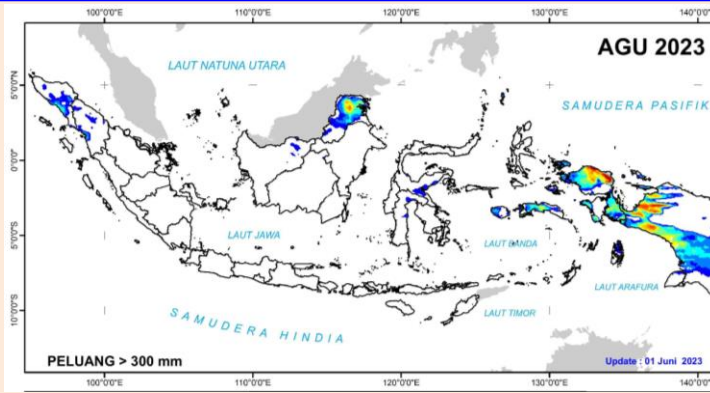 100°0'0"E
110°0'0"E
120°0'0"E
130°0'0"E
140°0'0"
AGU 2023
LAUT NATUNA UTARA
5°0'0"N
SAMUDERA PASIFIK
0°0'0"
LAUT JAWA
LAUT BANDA
5°0'0"S
LAUT ARAFURA
SAMUDERA HINDIA
LAUT TIMOR
10°0'0"S
PELUANG > 300 mm
Update : 01 Juni 2023
100°0'0"E
110°0'0"E
120°0'0"E
130°0'0"E
140°0'0"